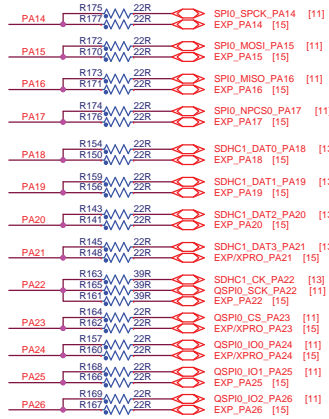 R175 22R SPI0_SPCK_PA14 [11]
PA14 R177 22R EXP_PA14 [15]
R172 22R SPI0_MOSI_PA15 [11]
PA15 R170 22R EXP_PA15 [15]
R173 22R SPI0_MISO_PA16 [11]
PA16 R171 22R EXP_PA16 [15]
R174 22R SPI0_NPCS0_PA17 [11]
PA17 R176 22R EXP_PA17 [15]
R154 22R SDHC1_DAT0_PA18 [13
PA18 R150 22R EXP_PA18 [15]
R159 22R SDHC1_DAT1_PA19 [13
PA19 R156 22R EXP_PA19 [15]
R143 22R SDHC1_DAT2_PA20 [13
PA20 R141 22R EXP_PA20 [15]
R145 22R SDHC1_DAT3_PA21 [13
PA21 R148 22R EXP/XPRO_PA21 [15]
R163 39R SDHC1_CK_PA22 [13]
PA22 R165 39R QSPI0_SCK_PA22 [11]
R161 39R EXP_PA22 [15]
R164 22R QSPI0_CS_PA23 [11]
PA23 R162 22R EXP/XPRO_PA23 [15]
R157 22R QSPI0_IO0_PA24 [11]
PA24 R160 22R EXP/XPRO_PA24 [15]
R168 22R QSPI0_IO1_PA25 [11]
PA25 R166 22R EXP_PA25 [15]
R169 22R QSPI0_IO2_PA26 [11]
PA26 R167 22R EXP_PA26 [15]